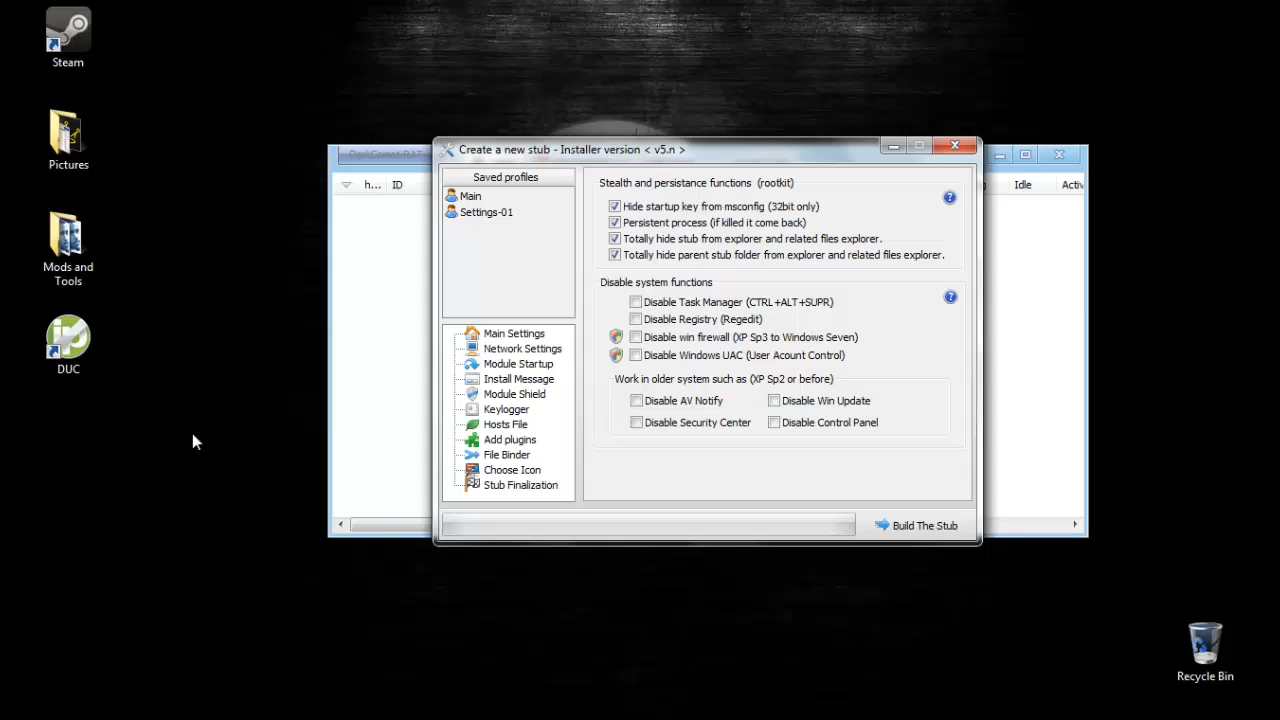 Steam
Pictures
Mods and
Tools
DUC
Recycle Bin
DarkComet-RAT
h... ID
Idle Activ
Create a new stub - Installer version < v5.n >
Saved profiles
Main
Settings-01
Main Settings
Network Settings
Module Startup
Install Message
Module Shield
Keylogger
Hosts File
Add plugins
File Binder
Choose Icon
Stub Finalization
Stealth and persistance functions (rootkit)
Hide startup key from msconfig (32bit only)
Persistent process (if killed it come back)
Totally hide stub from explorer and related files explorer.
Totally hide parent stub folder from explorer and related files explorer.
Disable system functions
Disable Task Manager (CTRL+ALT+SUPR)
Disable Registry (Regedit)
Disable win firewall (XP Sp3 to Windows Seven)
Disable Windows UAC (User Acount Control)
Work in older system such as (XP Sp2 or before)
Disable AV Notify Disable Win Update
Disable Security Center Disable Control Panel
Build The Stub